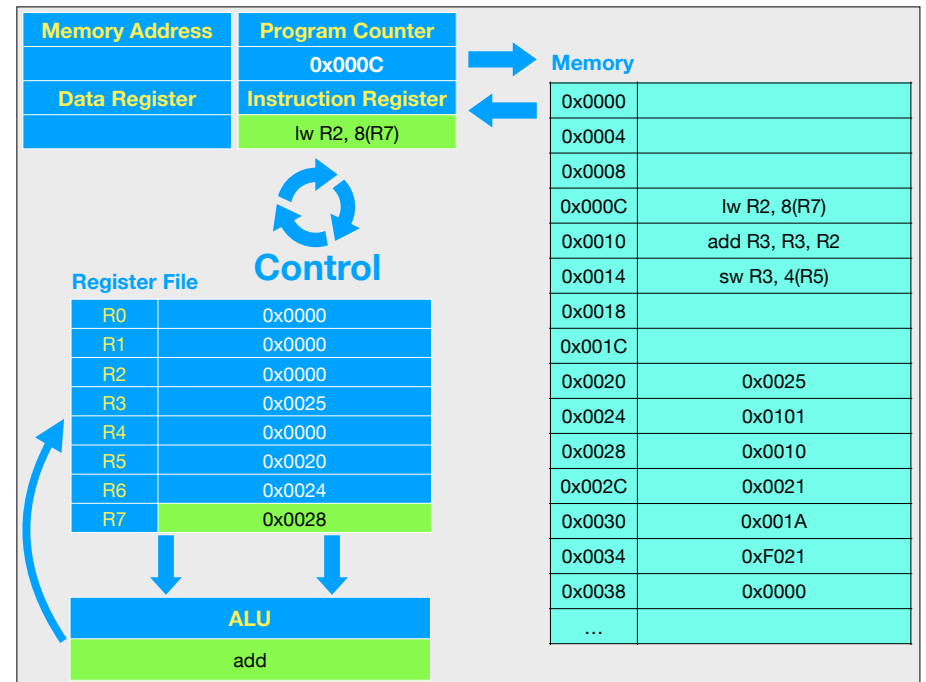 Memory Address Program Counter
0x000C
Data Register Instruction Register
lw R2, 8(R7)
Memory
0x0000
0x0004
0x0008
0x000C lw R2, 8(R7)
0x0010 add R3, R3, R2
0x0014 sw R3, 4(R5)
0x0018
0x001C
0x0020 0x0025
0x0024 0x0101
0x0028 0x0010
0x002C 0x0021
0x0030 0x001A
0x0034 0xF021
0x0038 0x0000
…
Control
Register File
R0 0x0000
R1 0x0000
R2 0x0000
R3 0x0025
R4 0x0000
R5 0x0020
R6 0x0024
R7 0x0028
ALU
add